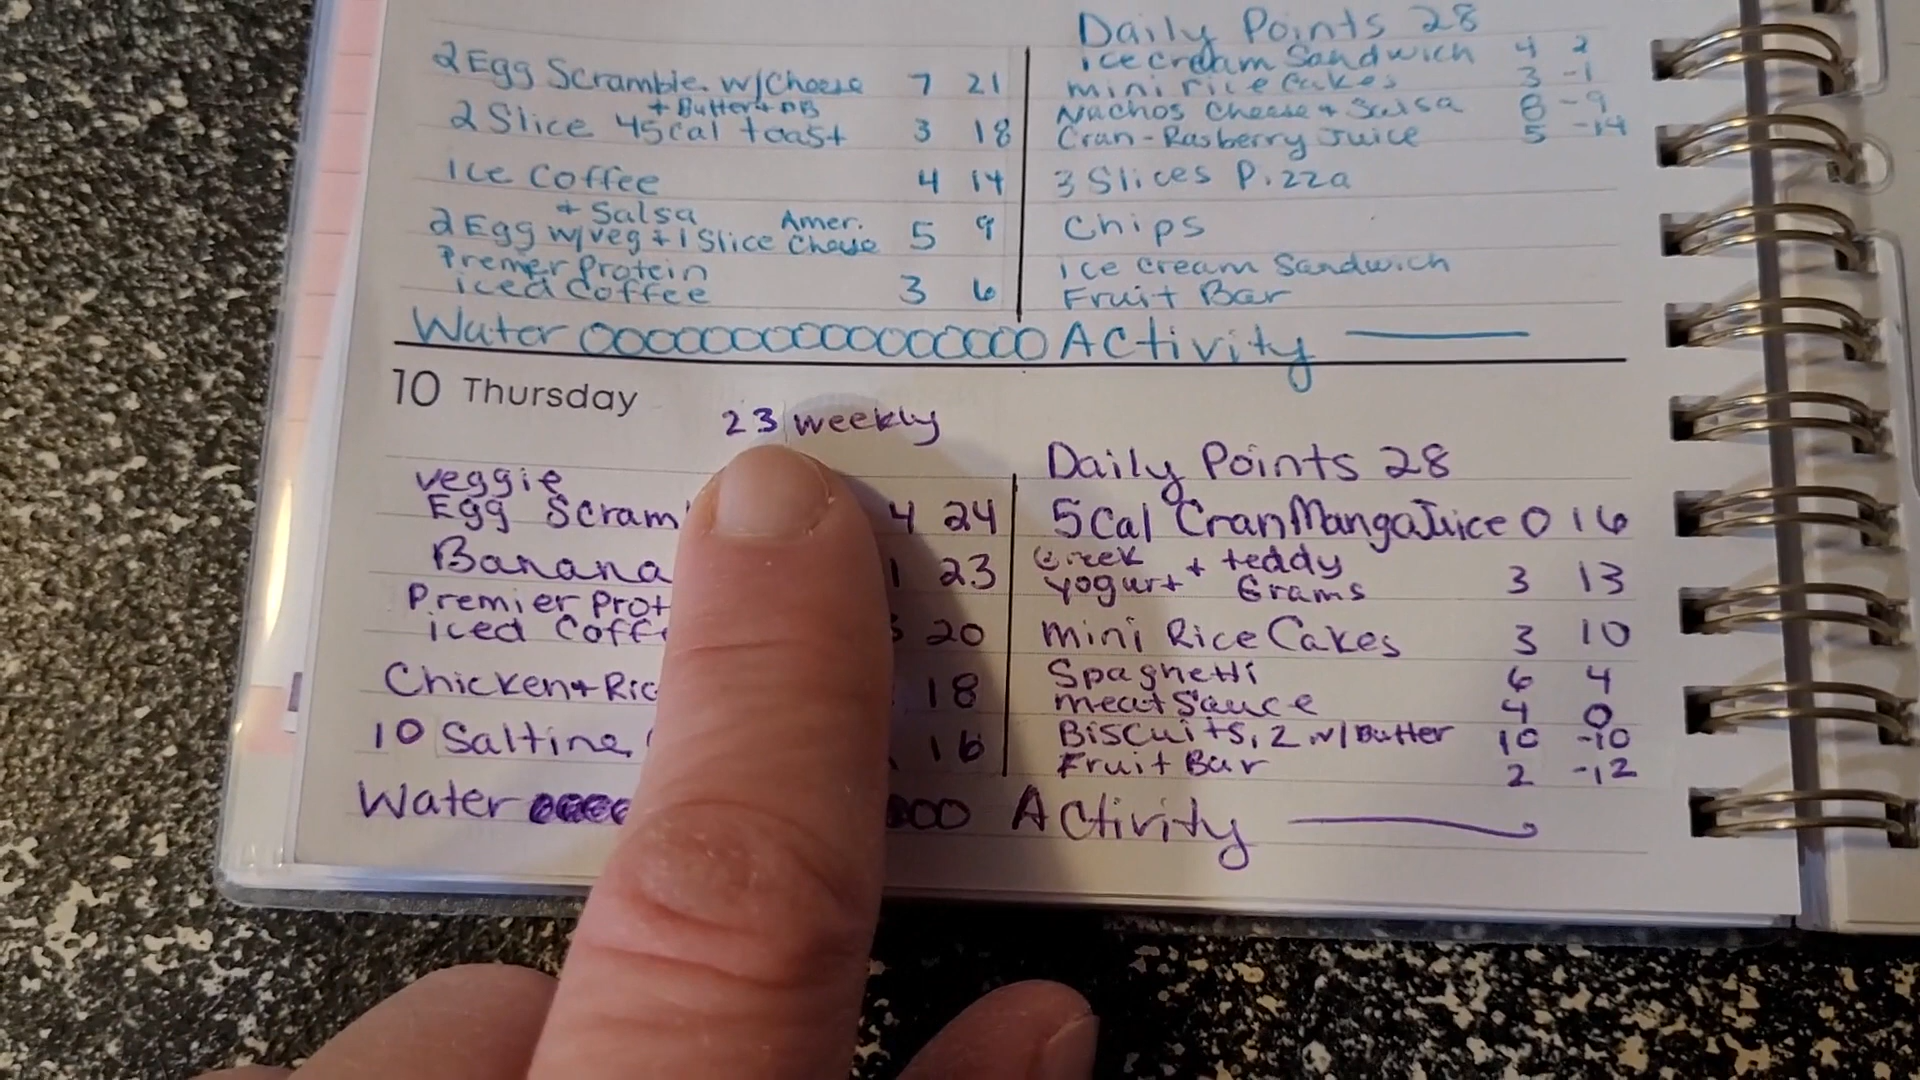 Daily Points 28
2 Egg Scramble w/Cheese 7 21
+ Butter + DB
2 Slice 45cal toast 3 18
Ice Coffee 4 14
+ Salsa Amer.
2 Egg w/veg + 1 Slice Cheese 5 9
Premier Protein
iced Coffee 3 6
ice cream Sandwich 4 2
mini rice Cakes 3 -1
Nachos Cheese + Salsa 8 -9
Cran-Rasberry Juice 5 -14
3 Slices Pizza
Chips
ice cream Sandwich
Fruit Bar
Water OOOOOOOOOOOOOOOO Activity
10 Thursday
23 weekly
Daily Points 28
veggie
Egg Scram 4 24
Banana 1 23
Premier Prot
iced Coff 3 20
Chicken + Ric 18
10 Saltine 16
5 Cal CranMangaJuice 0 16
Greek + teddy
yogurt Grams 3 13
mini Rice Cakes 3 10
Spaghetti 6 4
meat Sauce 4 0
Biscuits, 2 w/Butter 10 -10
Fruit Bar 2 -12
Water Activity